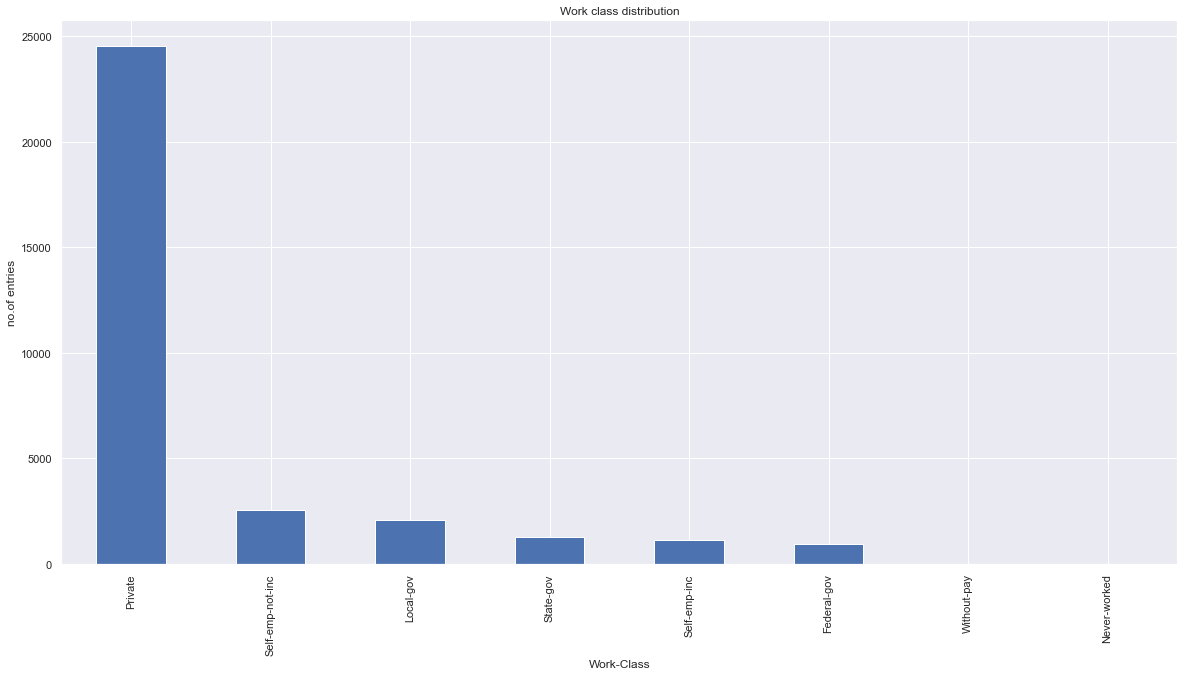 Work class distribution
25000
20000
15000
10000
5000
0
no.of entries
Private
Self-emp-not-inc
Local-gov
State-gov
Self-emp-inc
Federal-gov
Without-pay
Never-worked
Work-Class